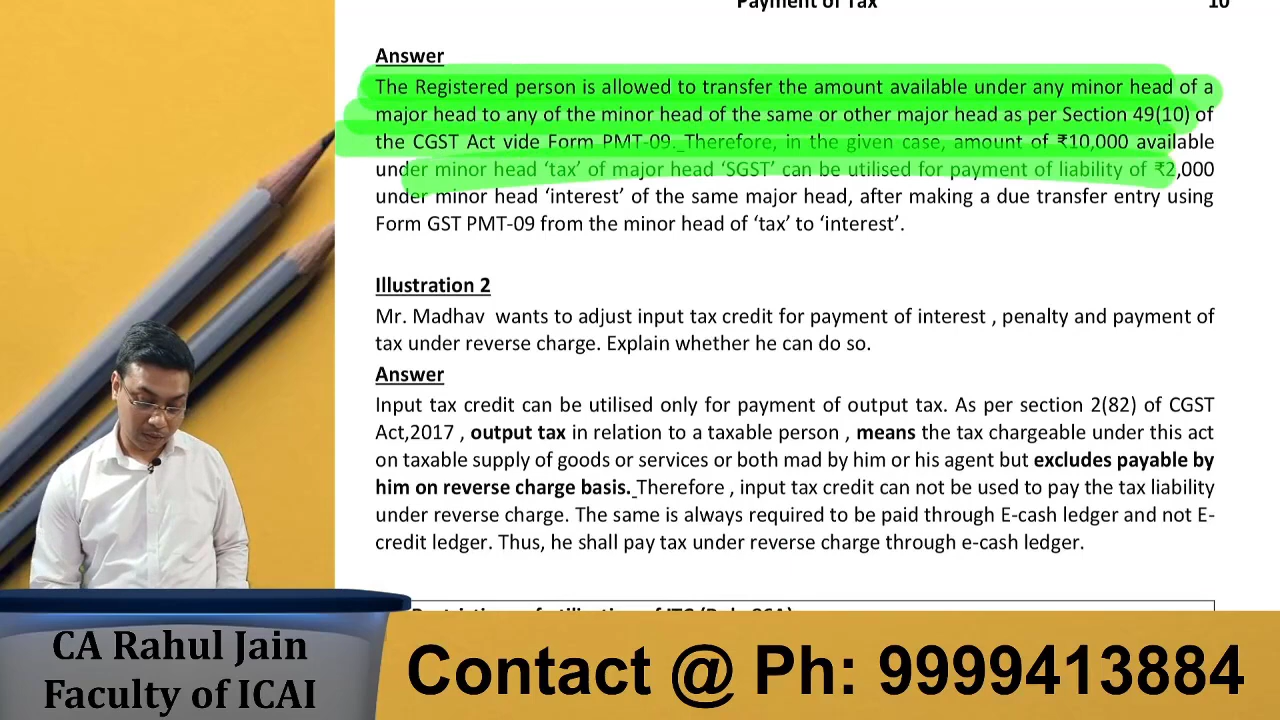 Payment of Tax 10
Answer
The Registered person is allowed to transfer the amount available under any minor head of a
major head to any of the minor head of the same or other major head as per Section 49(10) of
the CGST Act vide Form PMT-09. Therefore, in the given case, amount of ₹10,000 available
under minor head ‘tax’ of major head ‘SGST’ can be utilised for payment of liability of ₹2,000
under minor head ‘interest’ of the same major head, after making a due transfer entry using
Form GST PMT-09 from the minor head of ‘tax’ to ‘interest’.
Illustration 2
Mr. Madhav wants to adjust input tax credit for payment of interest , penalty and payment of
tax under reverse charge. Explain whether he can do so.
Answer
Input tax credit can be utilised only for payment of output tax. As per section 2(82) of CGST
Act,2017 , output tax in relation to a taxable person , means the tax chargeable under this act
on taxable supply of goods or services or both mad by him or his agent but excludes payable by
him on reverse charge basis. Therefore , input tax credit can not be used to pay the tax liability
under reverse charge. The same is always required to be paid through E-cash ledger and not E-
credit ledger. Thus, he shall pay tax under reverse charge through e-cash ledger.
CA Rahul Jain
Faculty of ICAI
Contact @ Ph: 9999413884